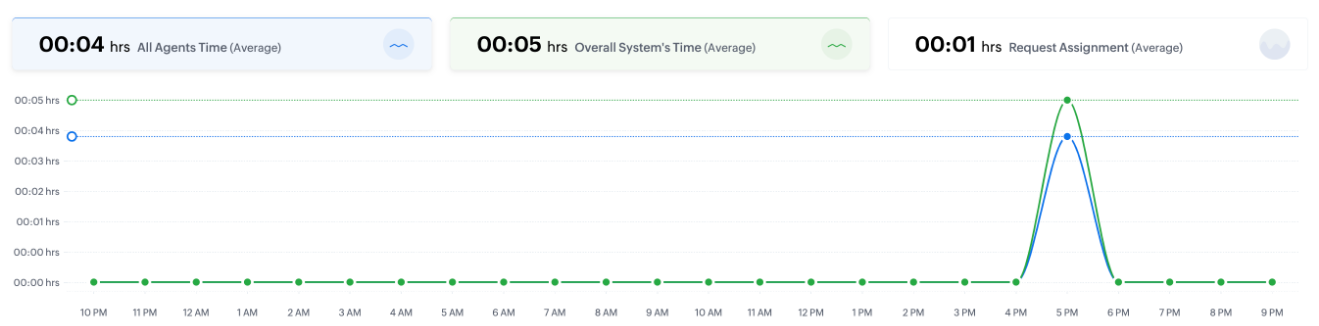 00:04 hrs All Agents Time (Average)
00:05 hrs Overall System's Time (Average)
00:01 hrs Request Assignment (Average)
00:05 hrs
00:04 hrs
00:03 hrs
00:02 hrs
00:01 hrs
00:00 hrs
00:00 hrs
10 PM 11 PM 12 AM 1 AM 2 AM 3 AM 4 AM 5 AM 6 AM 7 AM 8 AM 9 AM 10 AM 11 AM 12 PM 1 PM 2 PM 3 PM 4 PM 5 PM 6 PM 7 PM 8 PM 9 PM